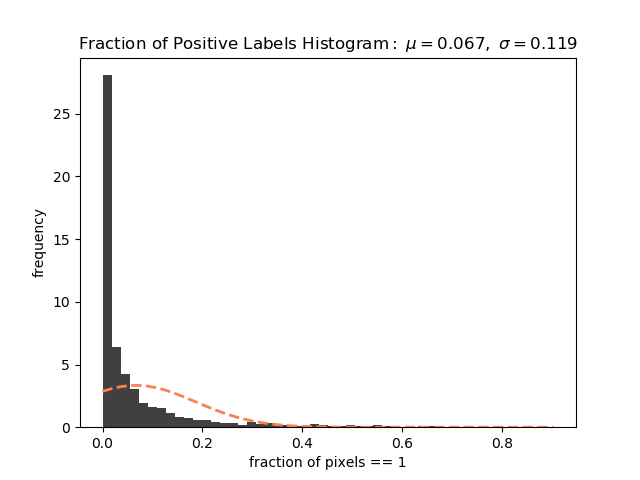 Fraction of Positive Labels Histogram: μ = 0.067, σ = 0.119
25
20
15
10
5
0
frequency
0.0 0.2 0.4 0.6 0.8
fraction of pixels == 1